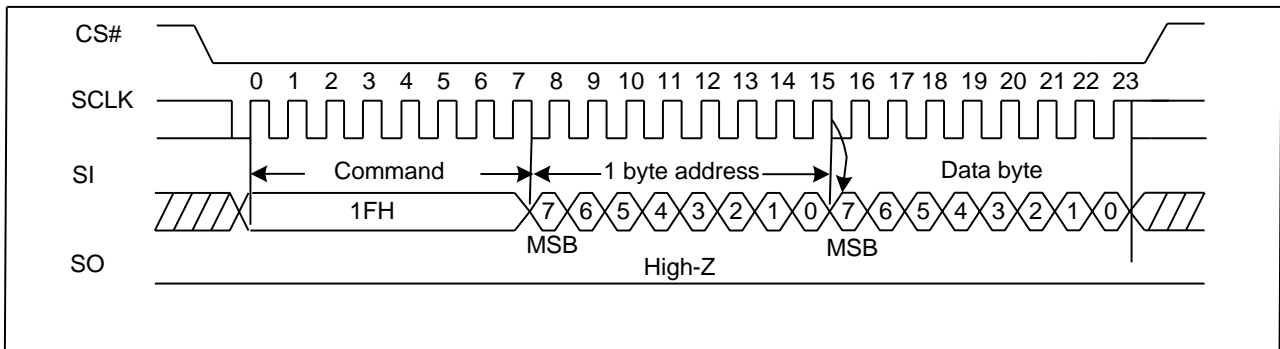 CS#
0 1 2 3 4 5 6 7 8 9 10 11 12 13 14 15 16 17 18 19 20 21 22 23
SCLK
SI Command 1 byte address Data byte
1FH 7 6 5 4 3 2 1 0 7 6 5 4 3 2 1 0
MSB MSB
SO High-Z